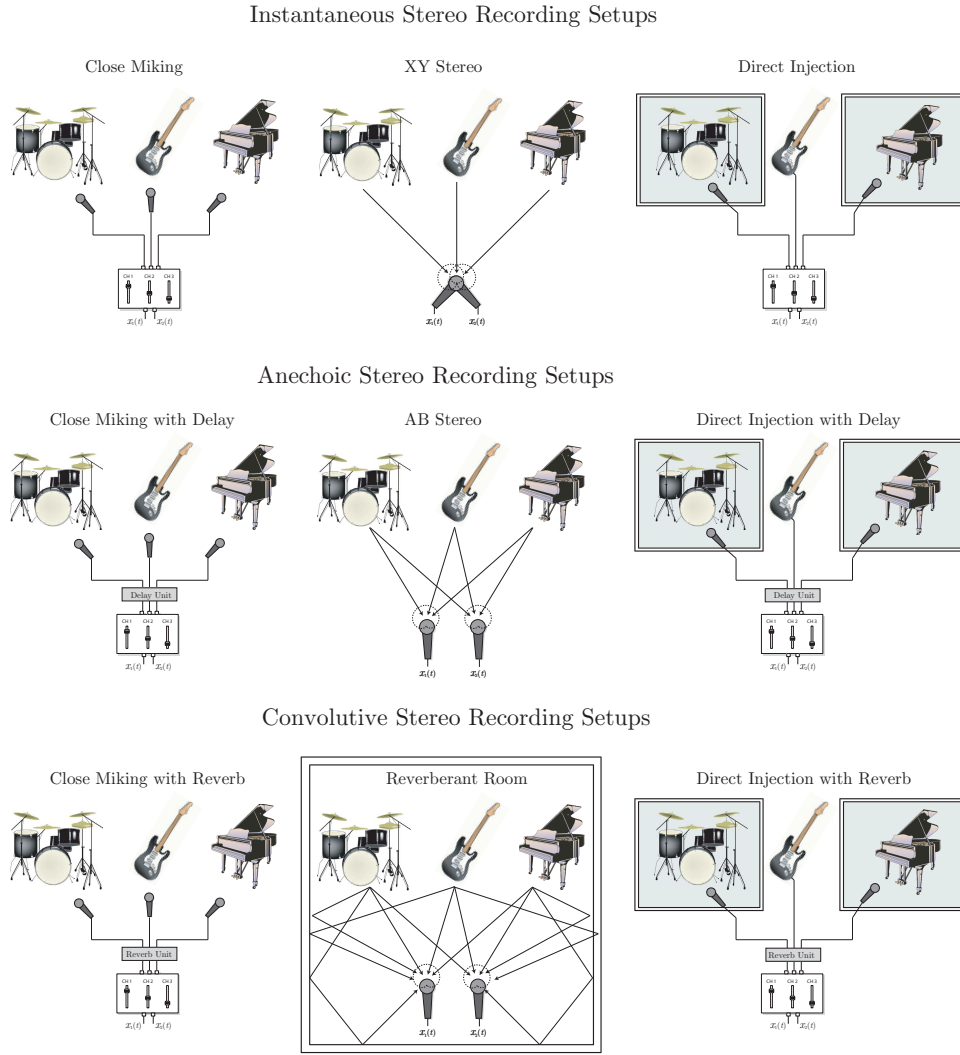 Instantaneous Stereo Recording Setups
Close Miking
XY Stereo
Direct Injection
CH 1 CH 2 CH 3
x₁(t) x₂(t)
x₁(t) x₂(t)
CH 1 CH 2 CH 3
x₁(t) x₂(t)
Anechoic Stereo Recording Setups
Close Miking with Delay
AB Stereo
Direct Injection with Delay
Delay Unit
CH 1 CH 2 CH 3
x₁(t) x₂(t)
x₁(t) x₂(t)
Delay Unit
CH 1 CH 2 CH 3
x₁(t) x₂(t)
Convolutive Stereo Recording Setups
Close Miking with Reverb
Reverberant Room
Direct Injection with Reverb
Reverb Unit
CH 1 CH 2 CH 3
x₁(t) x₂(t)
x₁(t) x₂(t)
Reverb Unit
CH 1 CH 2 CH 3
x₁(t) x₂(t)